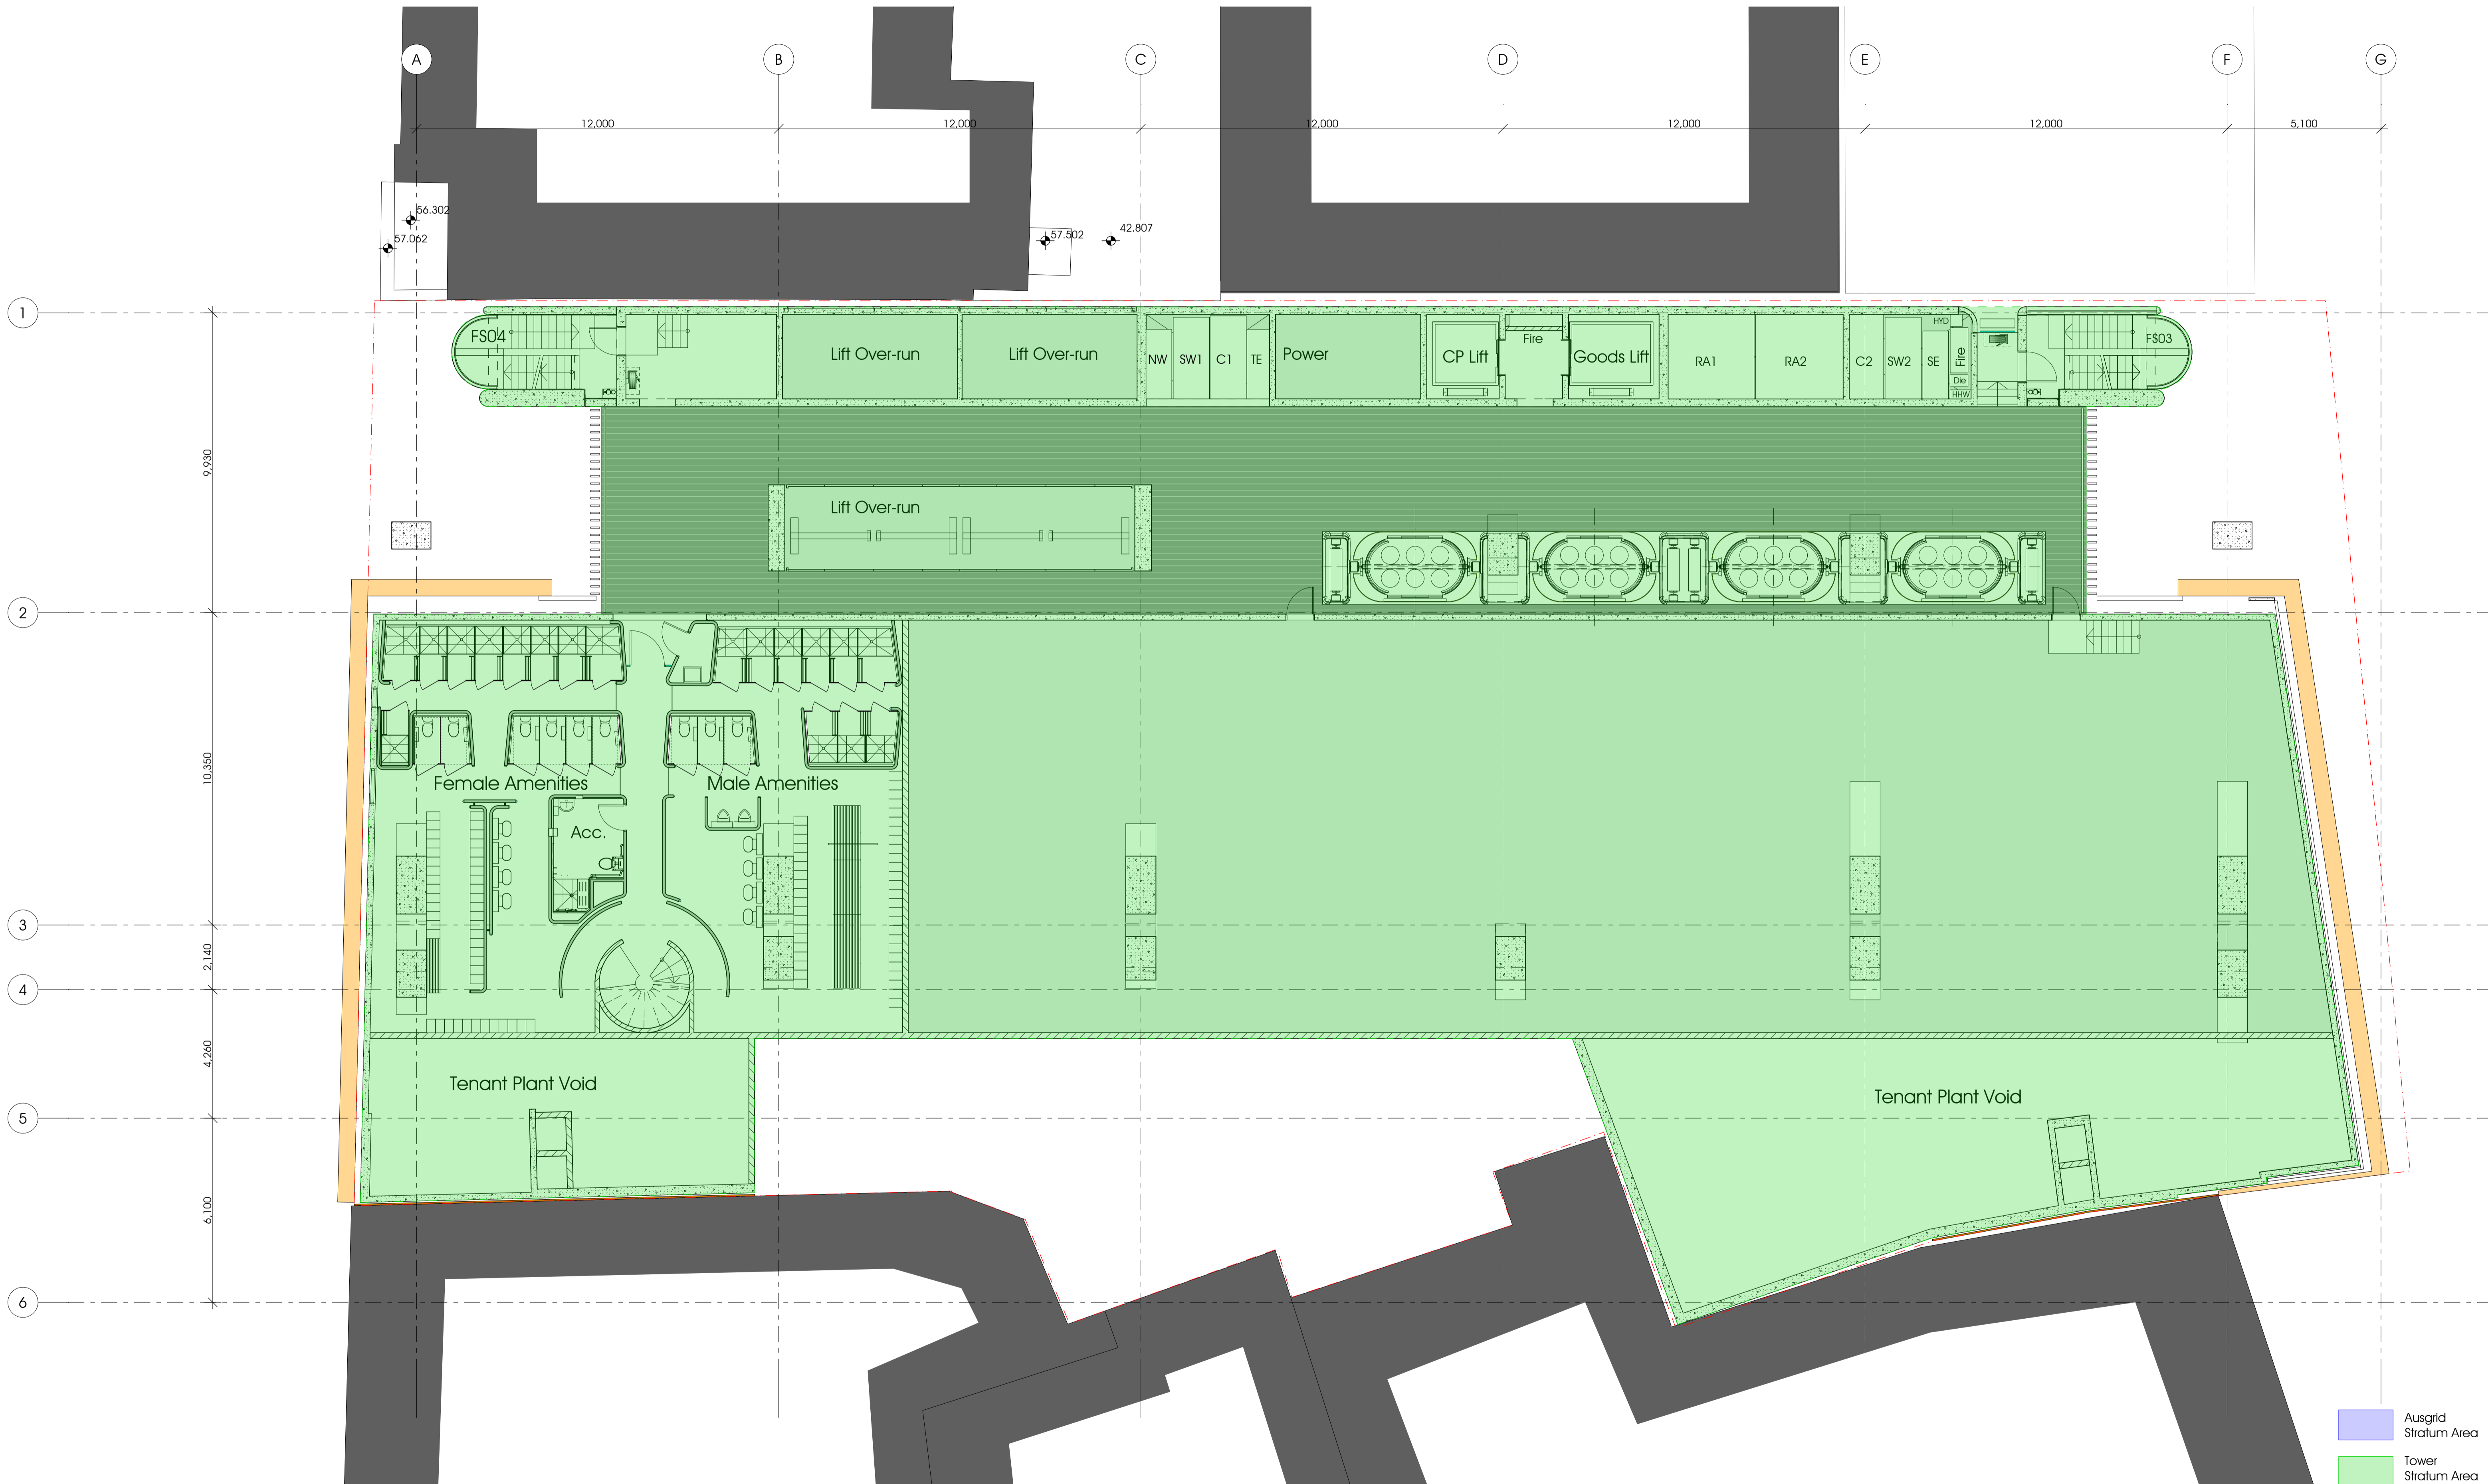 A B C D E F G
12,000 12,000 12,000 12,000 12,000 5,100
56.302
57.062
57.502
42.807
1
FS04
Lift Over-run
Lift Over-run
NW
SW1
C1
TE
Power
CP Lift
Fire
Goods Lift
RA1
RA2
C2
SW2
SE
HYD
Fire
Die
HHW
FS03
9,930
Lift Over-run
2
10,350
Female Amenities
Male Amenities
Acc.
3
2,140
4
4,260
Tenant Plant Void
Tenant Plant Void
5
6,100
6
Ausgrid
Stratum Area
Tower
Stratum Area